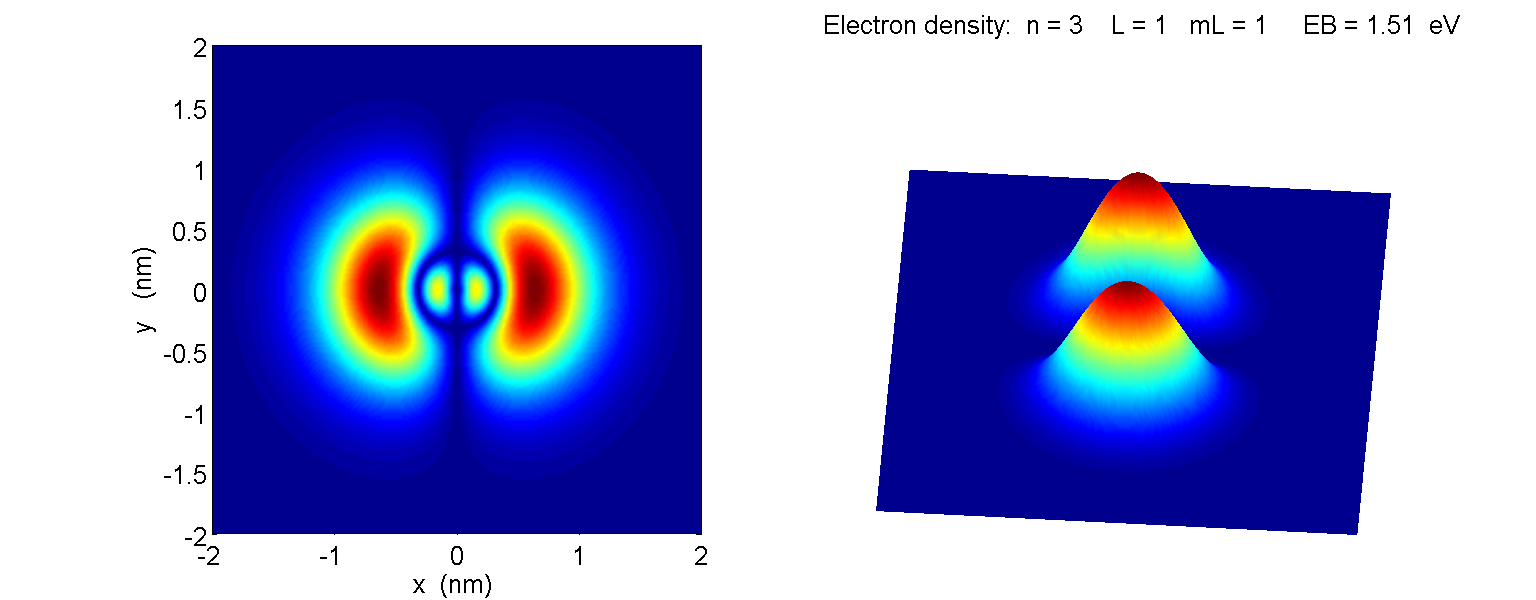 Electron density: n = 3 L = 1 mL = 1 EB = 1.51 eV
2
1.5
1
0.5
0
-0.5
-1
-1.5
-2
y (nm)
-2 -1 0 1 2
x (nm)